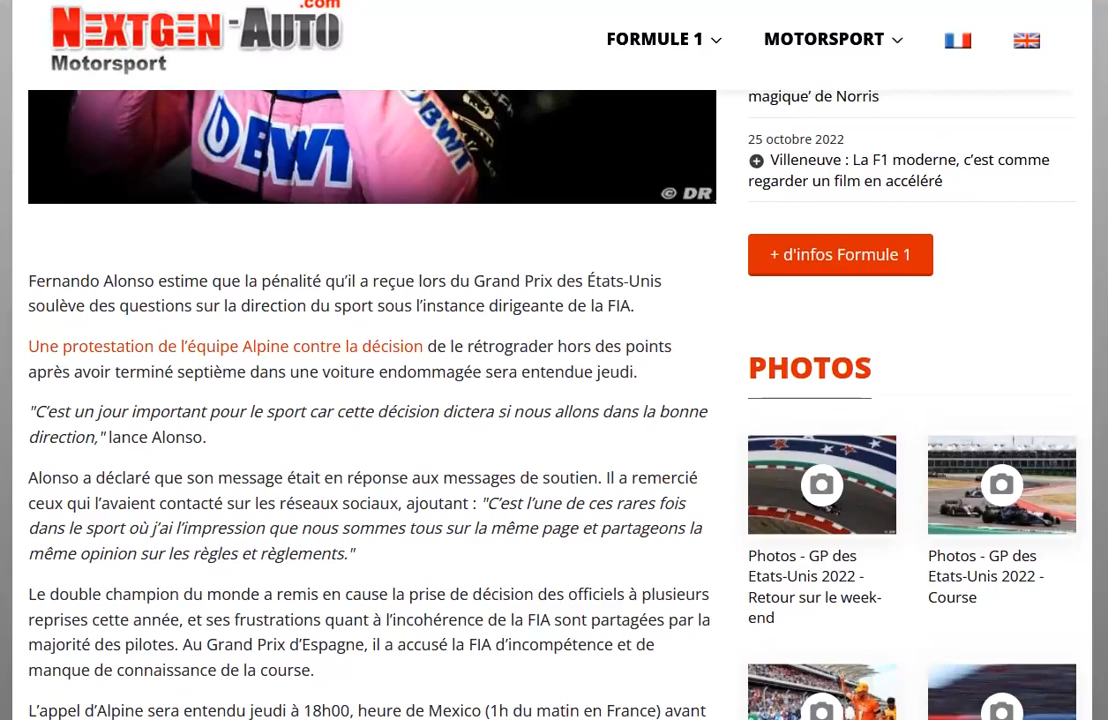 .com
NEXTGEN-AUTO
Motorsport
FORMULE 1
MOTORSPORT
BWT
BWT
© DR
Fernando Alonso estime que la pénalité qu’il a reçue lors du Grand Prix des États-Unis
soulève des questions sur la direction du sport sous l’instance dirigeante de la FIA.
Une protestation de l’équipe Alpine contre la décision de le rétrograder hors des points
après avoir terminé septième dans une voiture endommagée sera entendue jeudi.
"C’est un jour important pour le sport car cette décision dictera si nous allons dans la bonne
direction," lance Alonso.
Alonso a déclaré que son message était en réponse aux messages de soutien. Il a remercié
ceux qui l’avaient contacté sur les réseaux sociaux, ajoutant : "C’est l’une de ces rares fois
dans le sport où j’ai l’impression que nous sommes tous sur la même page et partageons la
même opinion sur les règles et règlements."
Le double champion du monde a remis en cause la prise de décision des officiels à plusieurs
reprises cette année, et ses frustrations quant à l’incohérence de la FIA sont partagées par la
majorité des pilotes. Au Grand Prix d’Espagne, il a accusé la FIA d’incompétence et de
manque de connaissance de la course.
L’appel d’Alpine sera entendu jeudi à 18h00, heure de Mexico (1h du matin en France) avant
magique’ de Norris
25 octobre 2022
Villeneuve : La F1 moderne, c’est comme
regarder un film en accéléré
+ d'infos Formule 1
PHOTOS
Photos - GP des
Etats-Unis 2022 -
Retour sur le week-
end
Photos - GP des
Etats-Unis 2022 -
Course